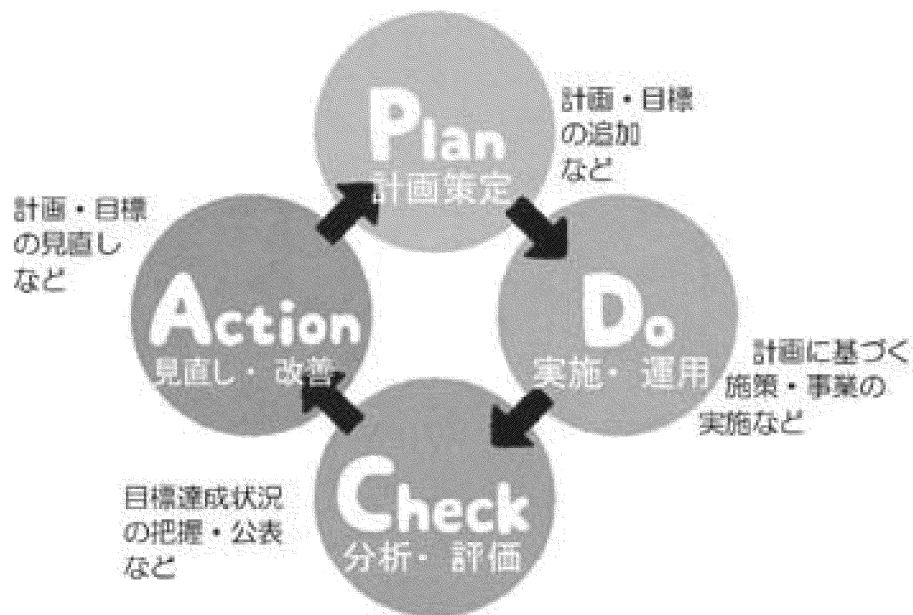 Plan
計画策定
計画・目標
の追加
など
Do
実施・運用
計画に基づく
施策・事業の
実施など
Check
分析・評価
目標達成状況
の把握・公表
など
Action
見直し・改善
計画・目標
の見直し
など